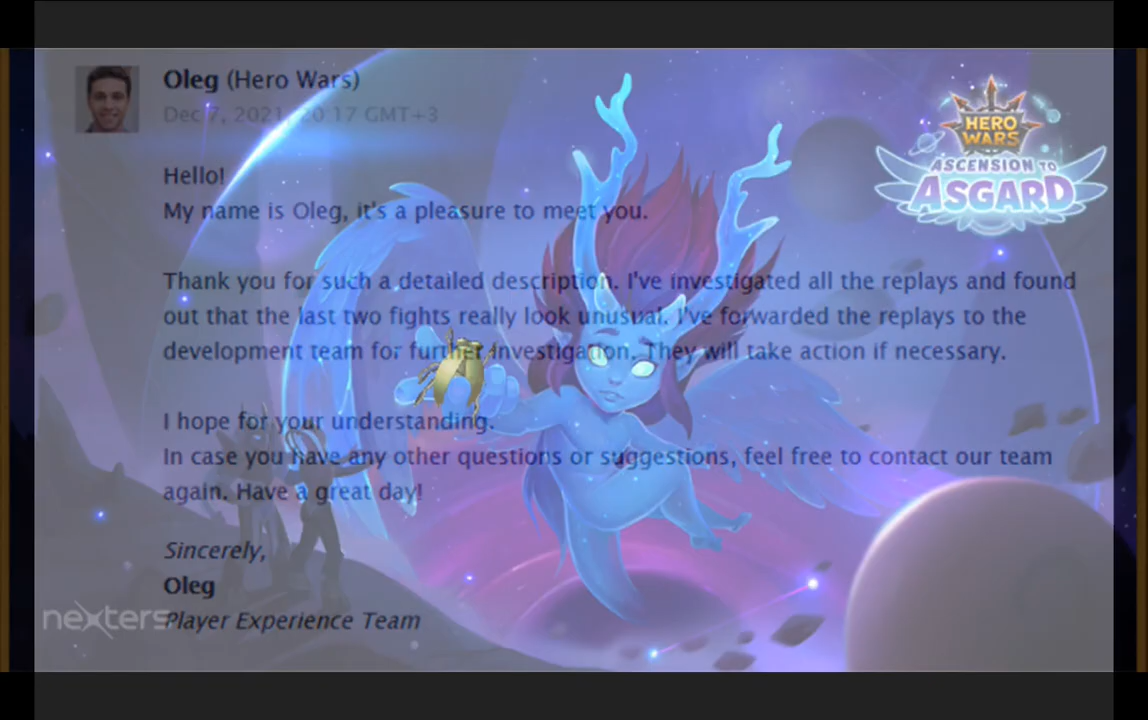 Oleg (Hero Wars)
Dec 7, 2021, 20:17 GMT+3
HERO
WARS
ASCENSION TO
ASGARD
Hello!
My name is Oleg, it's a pleasure to meet you.
Thank you for such a detailed description. I've investigated all the replays and found
out that the last two fights really look unusual. I've forwarded the replays to the
development team for further investigation. They will take action if necessary.
I hope for your understanding.
In case you have any other questions or suggestions, feel free to contact our team
again. Have a great day!
Sincerely,
Oleg
Player Experience Team
nexters